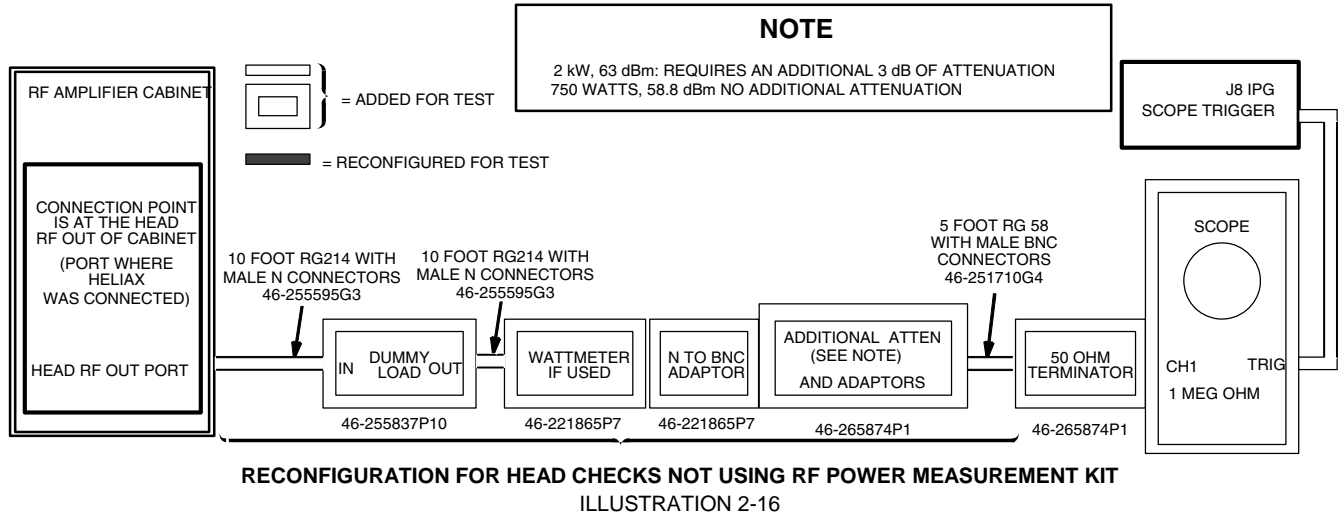 NOTE
2 kW, 63 dBm: REQUIRES AN ADDITIONAL 3 dB OF ATTENUATION
750 WATTS, 58.8 dBm NO ADDITIONAL ATTENUATION
RF AMPLIFIER CABINET
= ADDED FOR TEST
= RECONFIGURED FOR TEST
J8 IPG
SCOPE TRIGGER
CONNECTION POINT
IS AT THE HEAD
RF OUT OF CABINET
(PORT WHERE
HELIAX
WAS CONNECTED)
HEAD RF OUT PORT
10 FOOT RG214 WITH
MALE N CONNECTORS
46-255595G3
10 FOOT RG214 WITH
MALE N CONNECTORS
46-255595G3
5 FOOT RG 58
WITH MALE BNC
CONNECTORS
46-251710G4
IN DUMMY LOAD OUT
46-255837P10
WATTMETER
IF USED
46-221865P7
N TO BNC
ADAPTOR
46-221865P7
ADDITIONAL ATTEN
(SEE NOTE)
AND ADAPTORS
46-265874P1
50 OHM
TERMINATOR
46-265874P1
SCOPE
CH1 TRIG
1 MEG OHM
RECONFIGURATION FOR HEAD CHECKS NOT USING RF POWER MEASUREMENT KIT
ILLUSTRATION 2-16